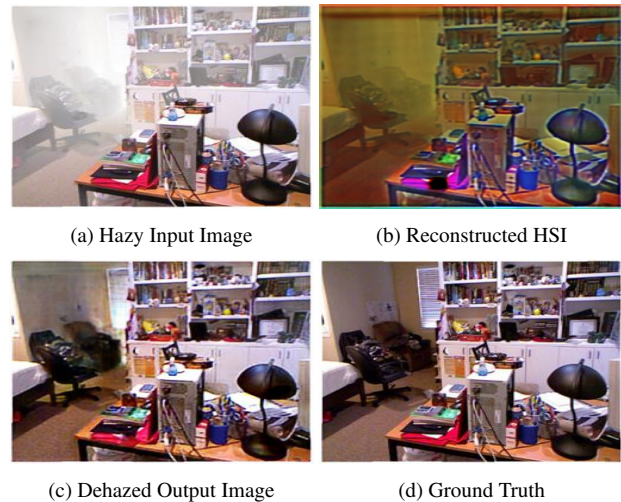 (a) Hazy Input Image
(b) Reconstructed HSI
(c) Dehazed Output Image
(d) Ground Truth